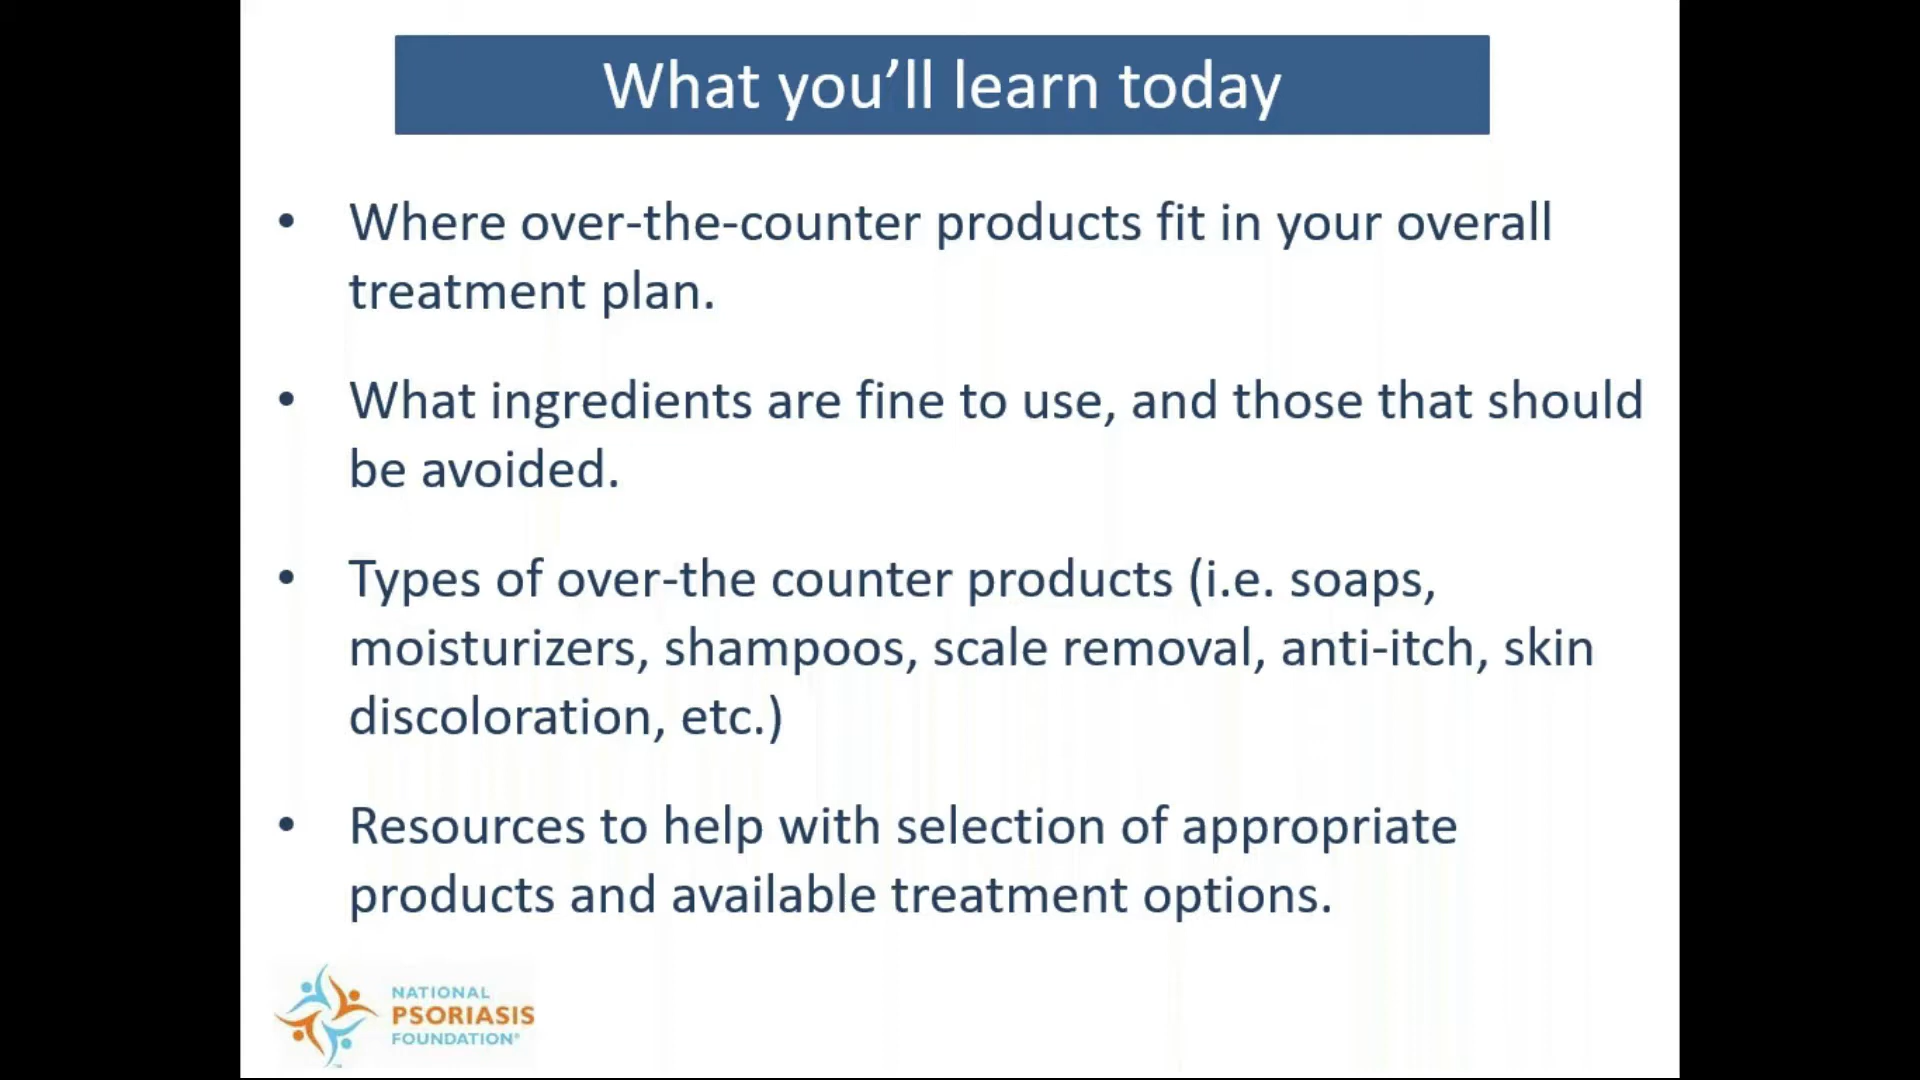 What you’ll learn today
• Where over-the-counter products fit in your overall
treatment plan.
• What ingredients are fine to use, and those that should
be avoided.
• Types of over-the counter products (i.e. soaps,
moisturizers, shampoos, scale removal, anti-itch, skin
discoloration, etc.)
• Resources to help with selection of appropriate
products and available treatment options.
NATIONAL
PSORIASIS
FOUNDATION®
™